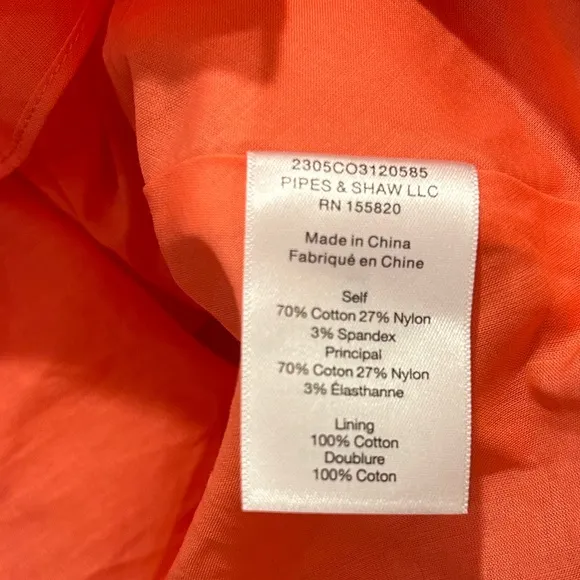 2305CO3120585
PIPES & SHAW LLC
RN 155820
Made in China
Fabriqué en Chine
Self
70% Cotton 27% Nylon
3% Spandex
Principal
70% Coton 27% Nylon
3% Élasthanne
Lining
100% Cotton
Doublure
100% Coton